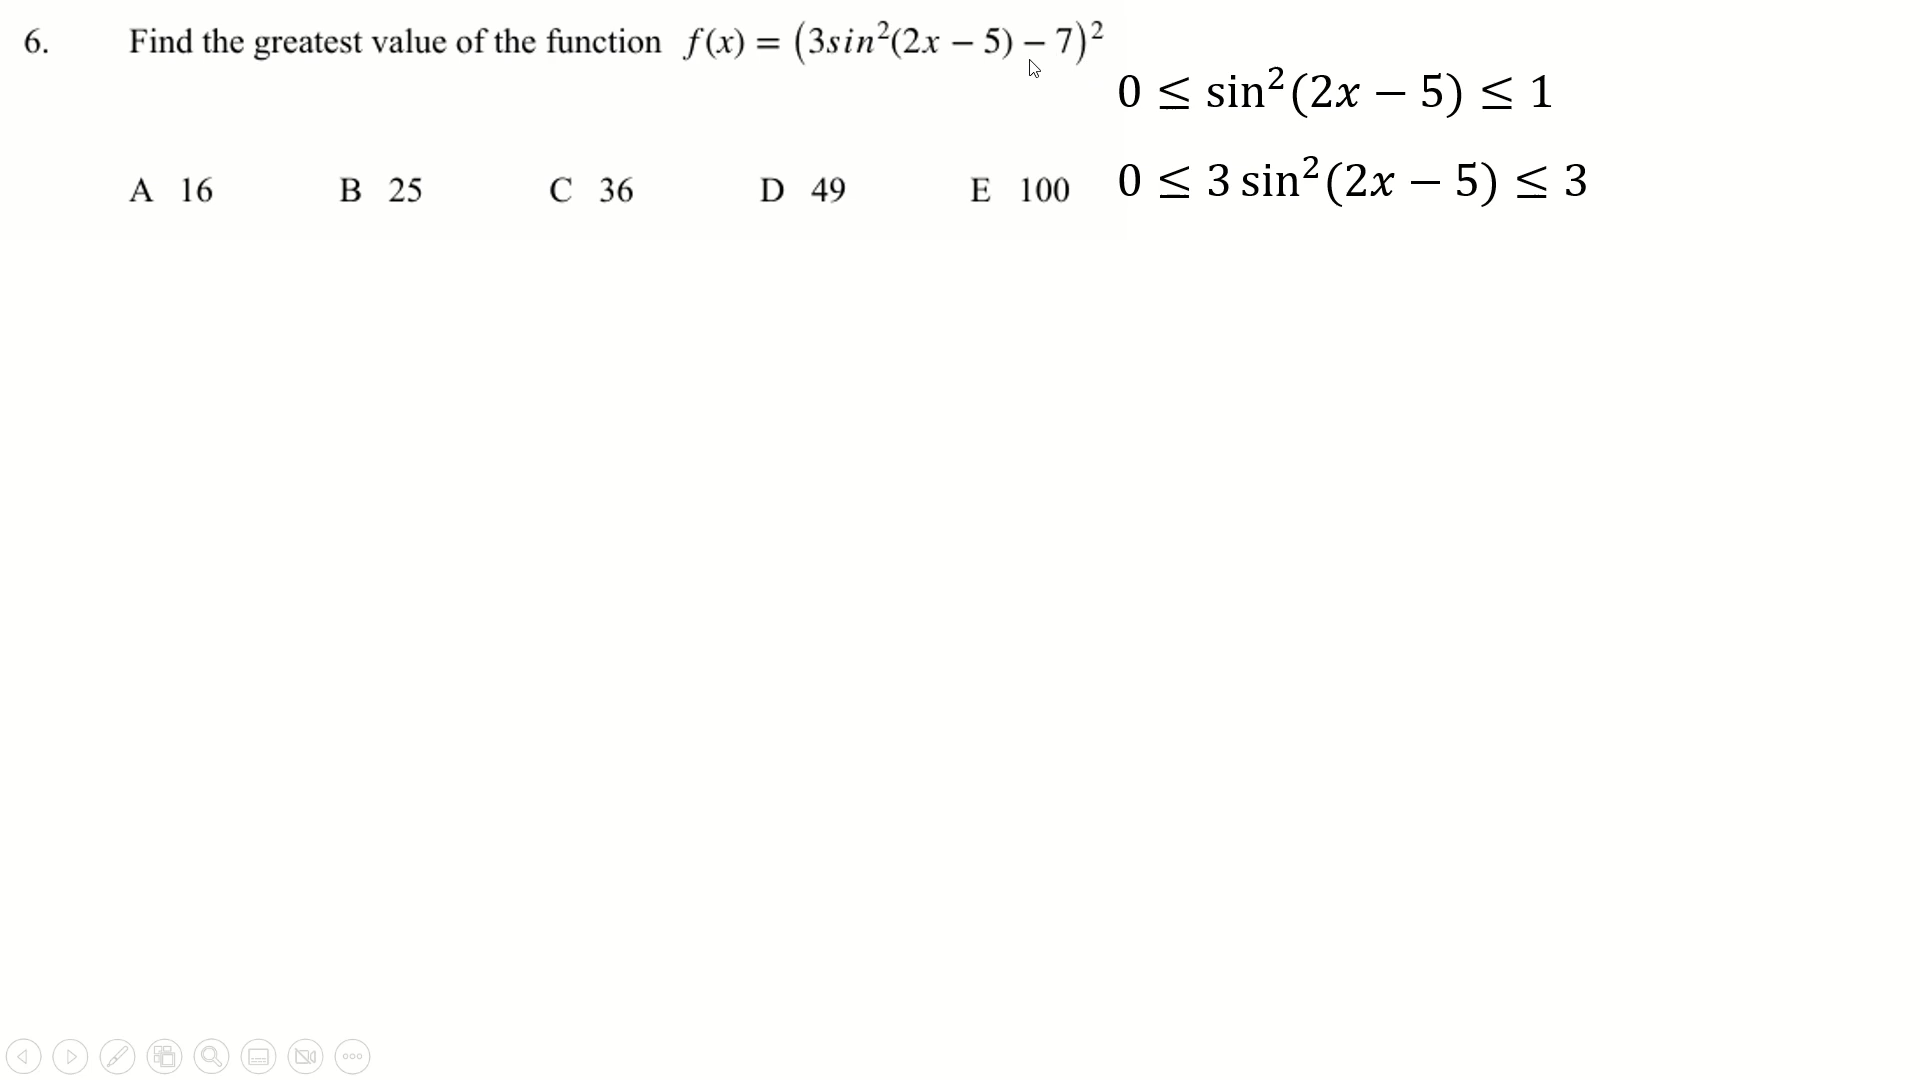 6. Find the greatest value of the function f(x) = (3sin²(2x − 5) − 7)²
0 ≤ sin²(2x − 5) ≤ 1
A 16 B 25 C 36 D 49 E 100
0 ≤ 3 sin²(2x − 5) ≤ 3